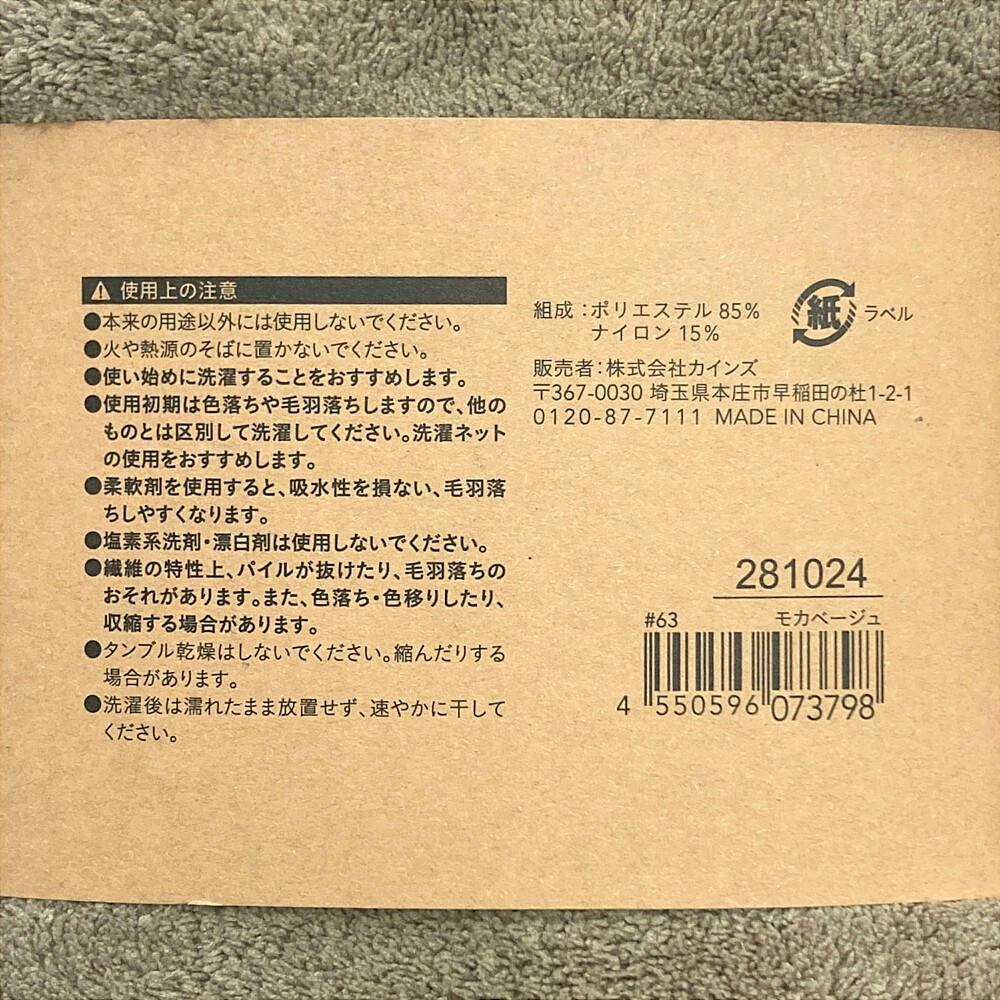 ⚠ 使用上の注意
●本来の用途以外には使用しないでください。
●火や熱源のそばに置かないでください。
●使い始めに洗濯することをおすすめします。
●使用初期は色落ちや毛羽落ちしますので、他の
ものとは区別して洗濯してください。洗濯ネット
の使用をおすすめします。
●柔軟剤を使用すると、吸水性を損ない、毛羽落
ちしやすくなります。
●塩素系洗剤・漂白剤は使用しないでください。
●繊維の特性上、パイルが抜けたり、毛羽落ちの
おそれがあります。また、色落ち・色移りしたり、
収縮する場合があります。
●タンブル乾燥はしないでください。縮んだりする
場合があります。
●洗濯後は濡れたまま放置せず、速やかに干して
ください。
組成：ポリエステル 85%
ナイロン 15%
紙 ラベル
販売者：株式会社カインズ
〒367-0030 埼玉県本庄市早稲田の杜1-2-1
0120-87-7111 MADE IN CHINA
281024
#63 モカベージュ
4 550596 073798